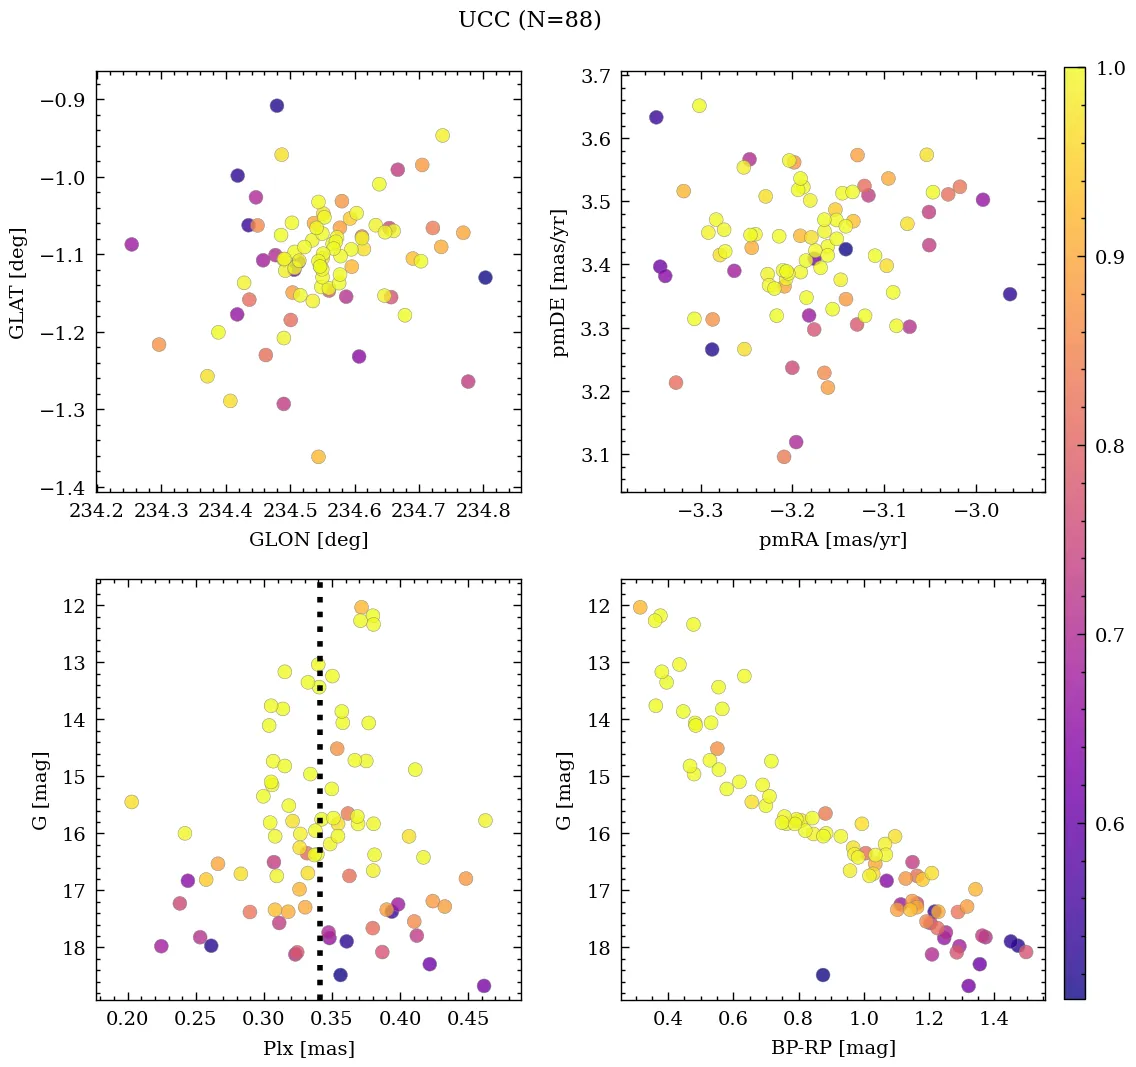 UCC (N=88)
−0.9
−1.0
−1.1
−1.2
−1.3
−1.4
GLAT [deg]
234.2 234.3 234.4 234.5 234.6 234.7 234.8
GLON [deg]
3.7
3.6
3.5
3.4
3.3
3.2
3.1
pmDE [mas/yr]
−3.3 −3.2 −3.1 −3.0
pmRA [mas/yr]
12
13
14
15
16
17
18
G [mag]
0.20 0.25 0.30 0.35 0.40 0.45
Plx [mas]
12
13
14
15
16
17
18
G [mag]
0.4 0.6 0.8 1.0 1.2 1.4
BP-RP [mag]
1.0
0.9
0.8
0.7
0.6